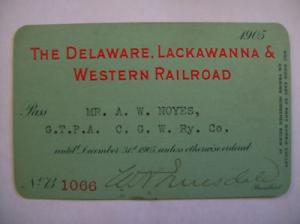 1905
THE DELAWARE, LACKAWANNA &
WESTERN RAILROAD
Pass MR. A. W. NOYES,
G.T.P.A. C. G. W. Ry. Co.
until December 31st 1905, unless otherwise ordered
No B 1066
President